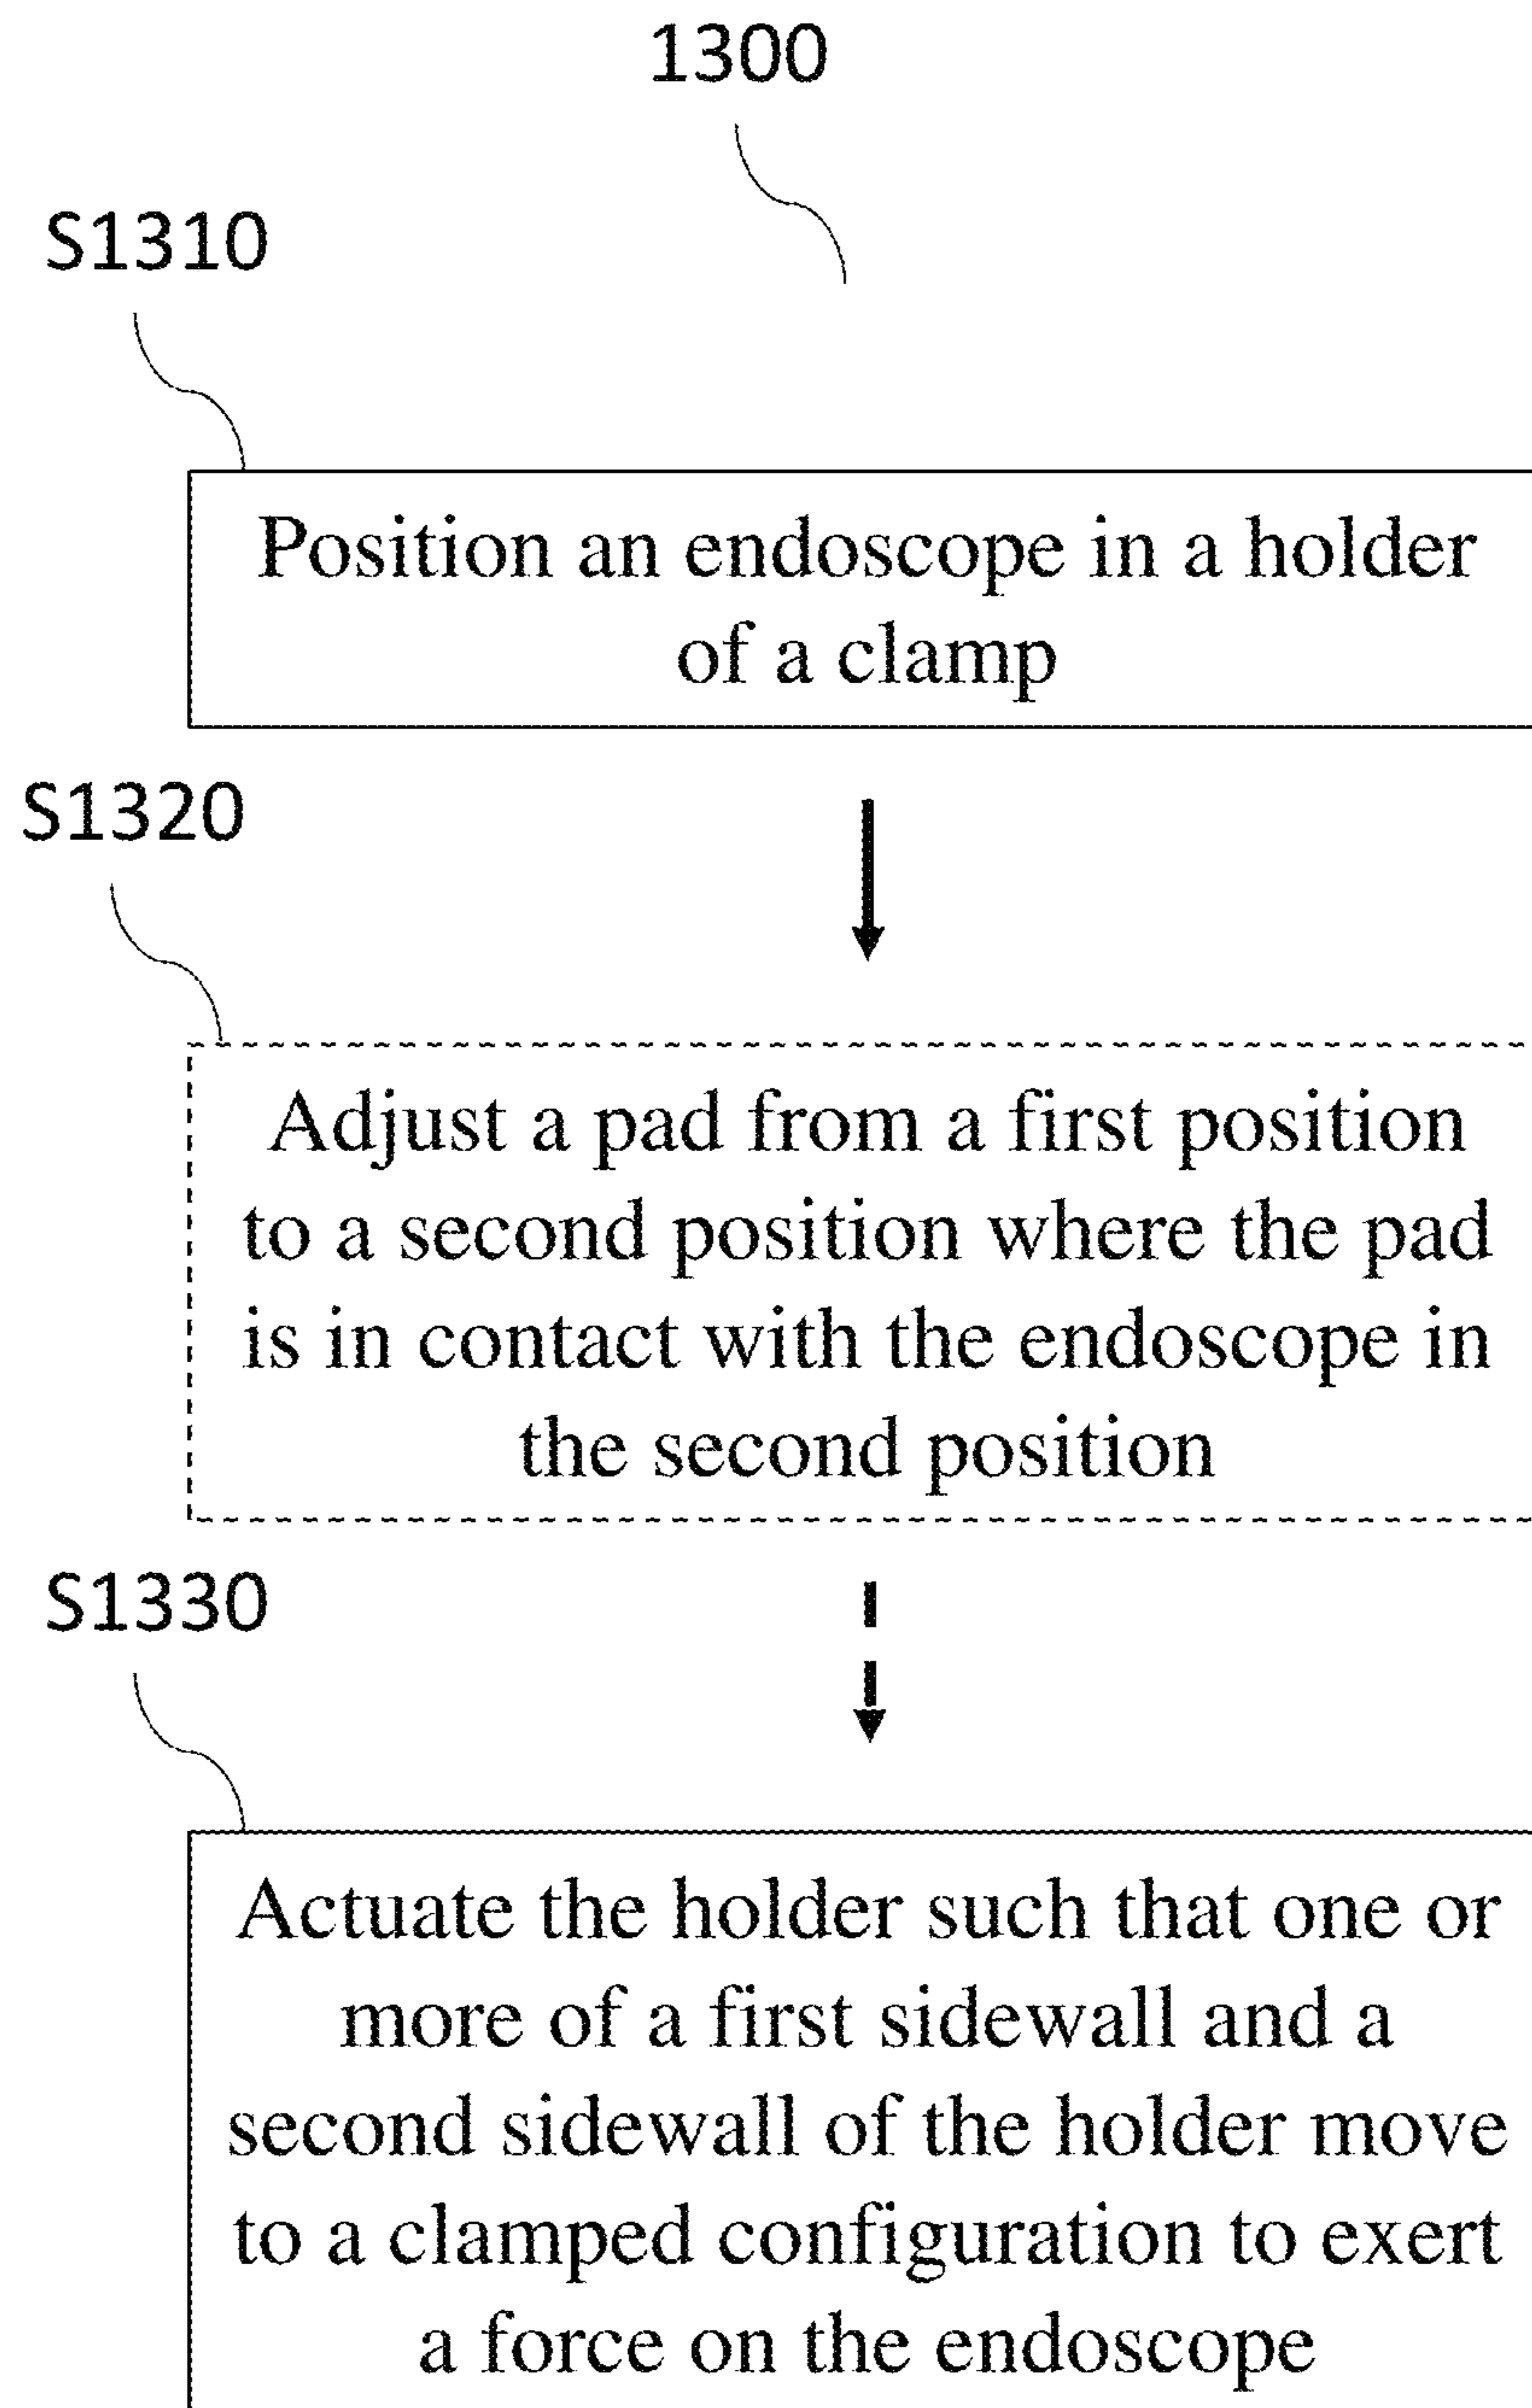 1300
S1310
Position an endoscope in a holder
of a clamp
S1320
Adjust a pad from a first position
to a second position where the pad
is in contact with the endoscope in
the second position
S1330
Actuate the holder such that one or
more of a first sidewall and a
second sidewall of the holder move
to a clamped configuration to exert
a force on the endoscope